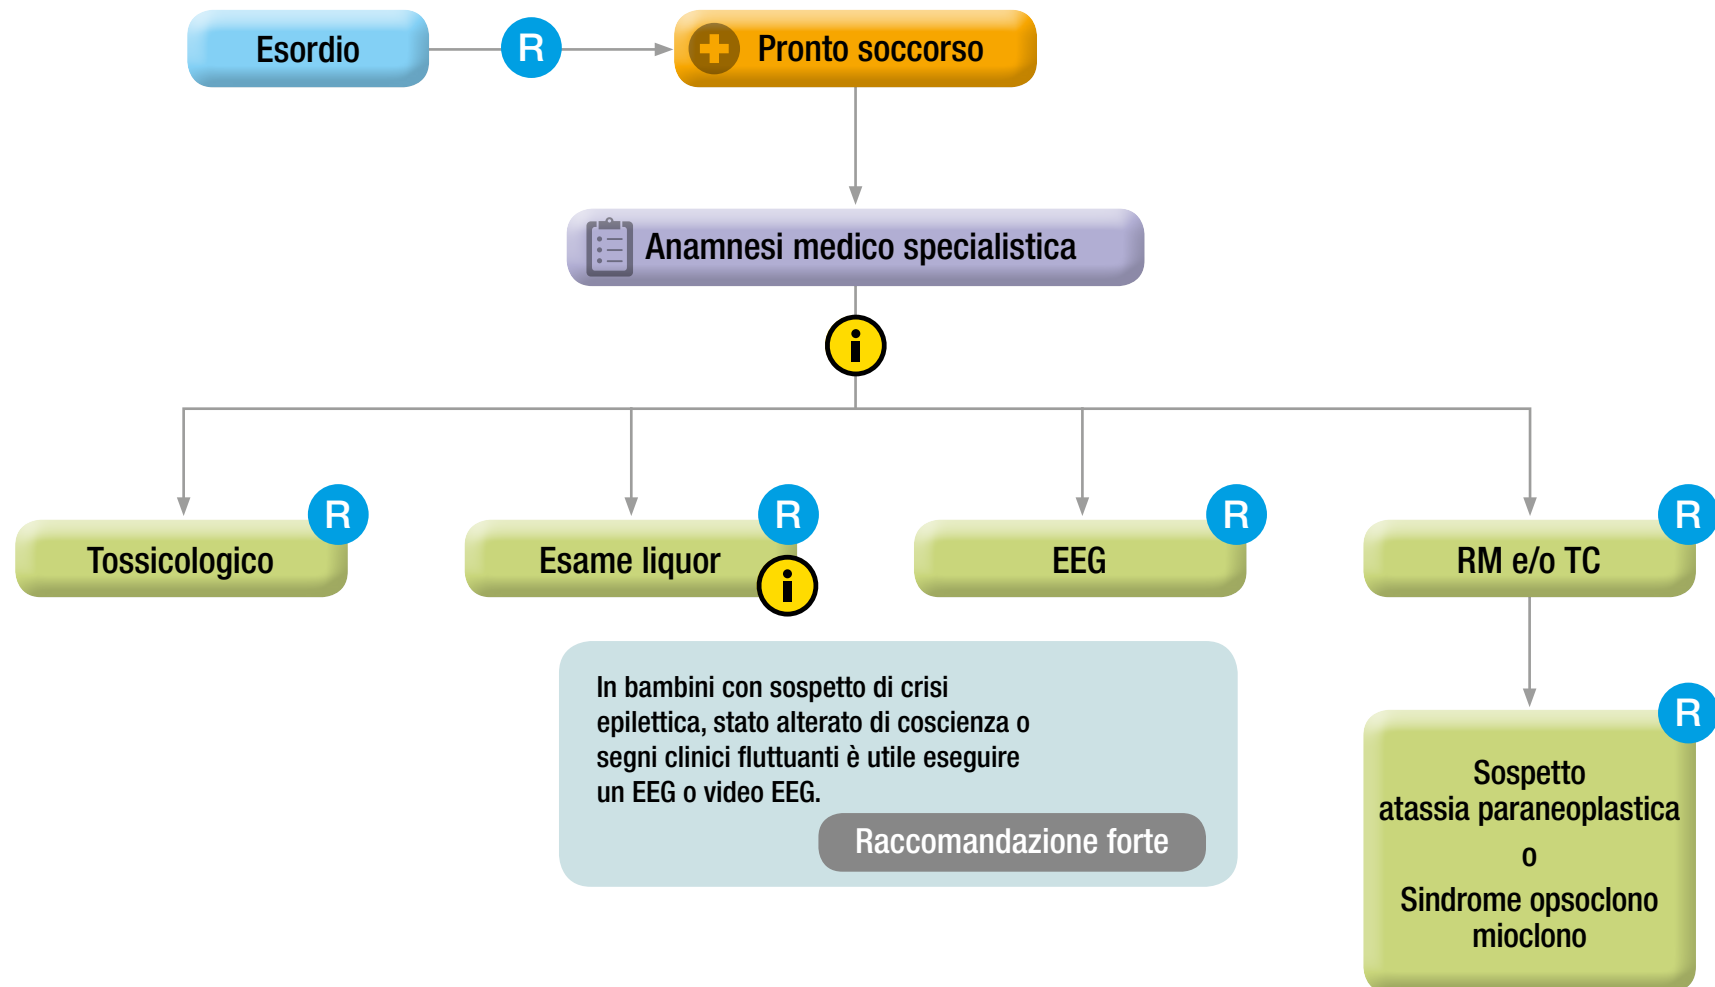 Esordio
R
Pronto soccorso
Anamnesi medico specialistica
i
R
R
R
R
Tossicologico
Esame liquor
EEG
RM e/o TC
i
In bambini con sospetto di crisi
epilettica, stato alterato di coscienza o
segni clinici fluttuanti è utile eseguire
un EEG o video EEG.
Raccomandazione forte
R
Sospetto
atassia paraneoplastica
o
Sindrome opsoclono
mioclono